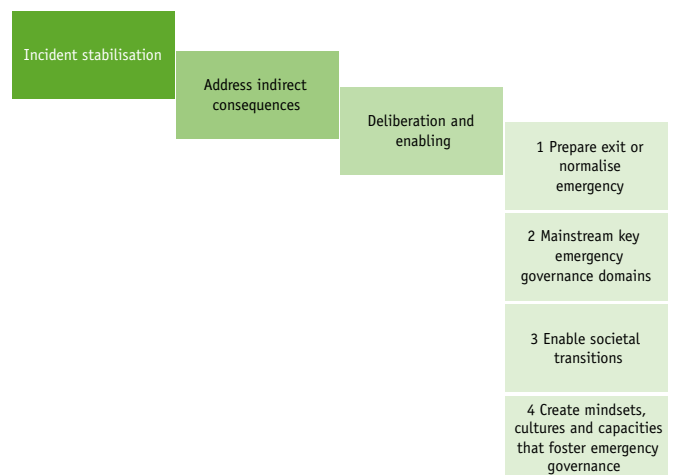 Incident stabilisation
Address indirect
consequences
Deliberation and
enabling
1 Prepare exit or
normalise
emergency
2 Mainstream key
emergency
governance domains
3 Enable societal
transitions
4 Create mindsets,
cultures and capacities
that foster emergency
governance